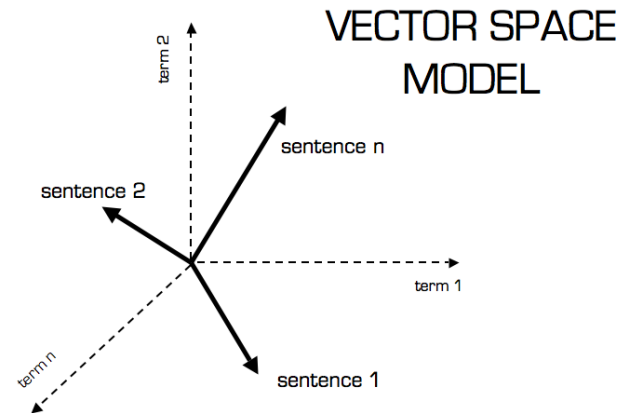 VECTOR SPACE
MODEL
term 2
sentence n
sentence 2
term 1
term n
sentence 1